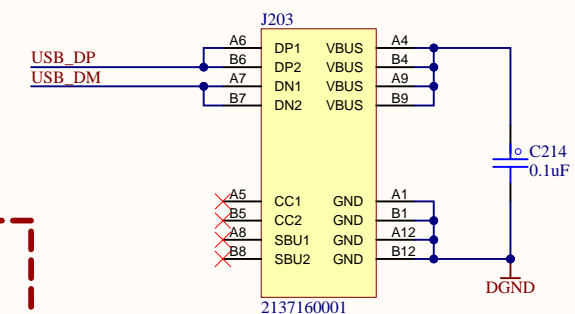 J203
A6 DP1 VBUS A4
USB_DP B6 DP2 VBUS B4
USB_DM A7 DN1 VBUS A9
B7 DN2 VBUS B9
C214
0.1uF
A5 CC1 GND A1
B5 CC2 GND B1
A8 SBU1 GND A12
B8 SBU2 GND B12
DGND
2137160001